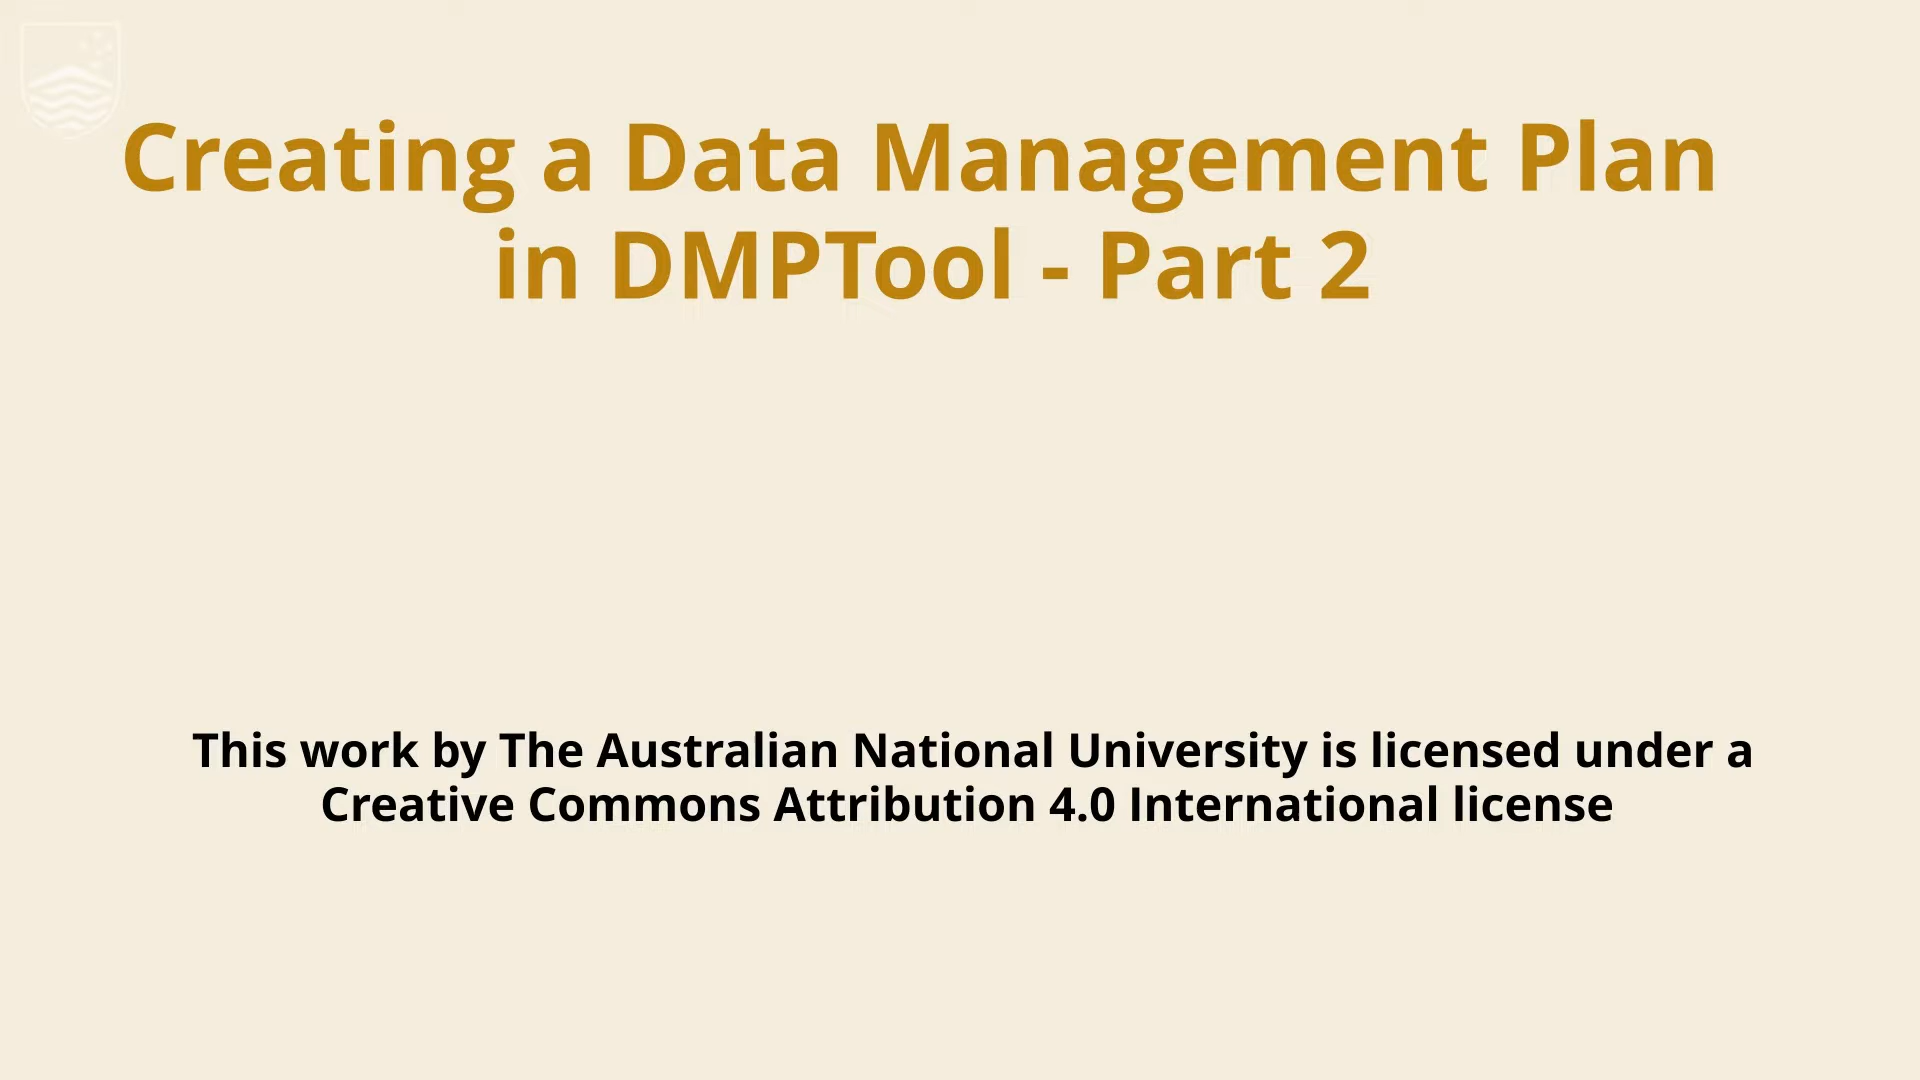 Creating a Data Management Plan
in DMPTool - Part 2
This work by The Australian National University is licensed under a
Creative Commons Attribution 4.0 International license